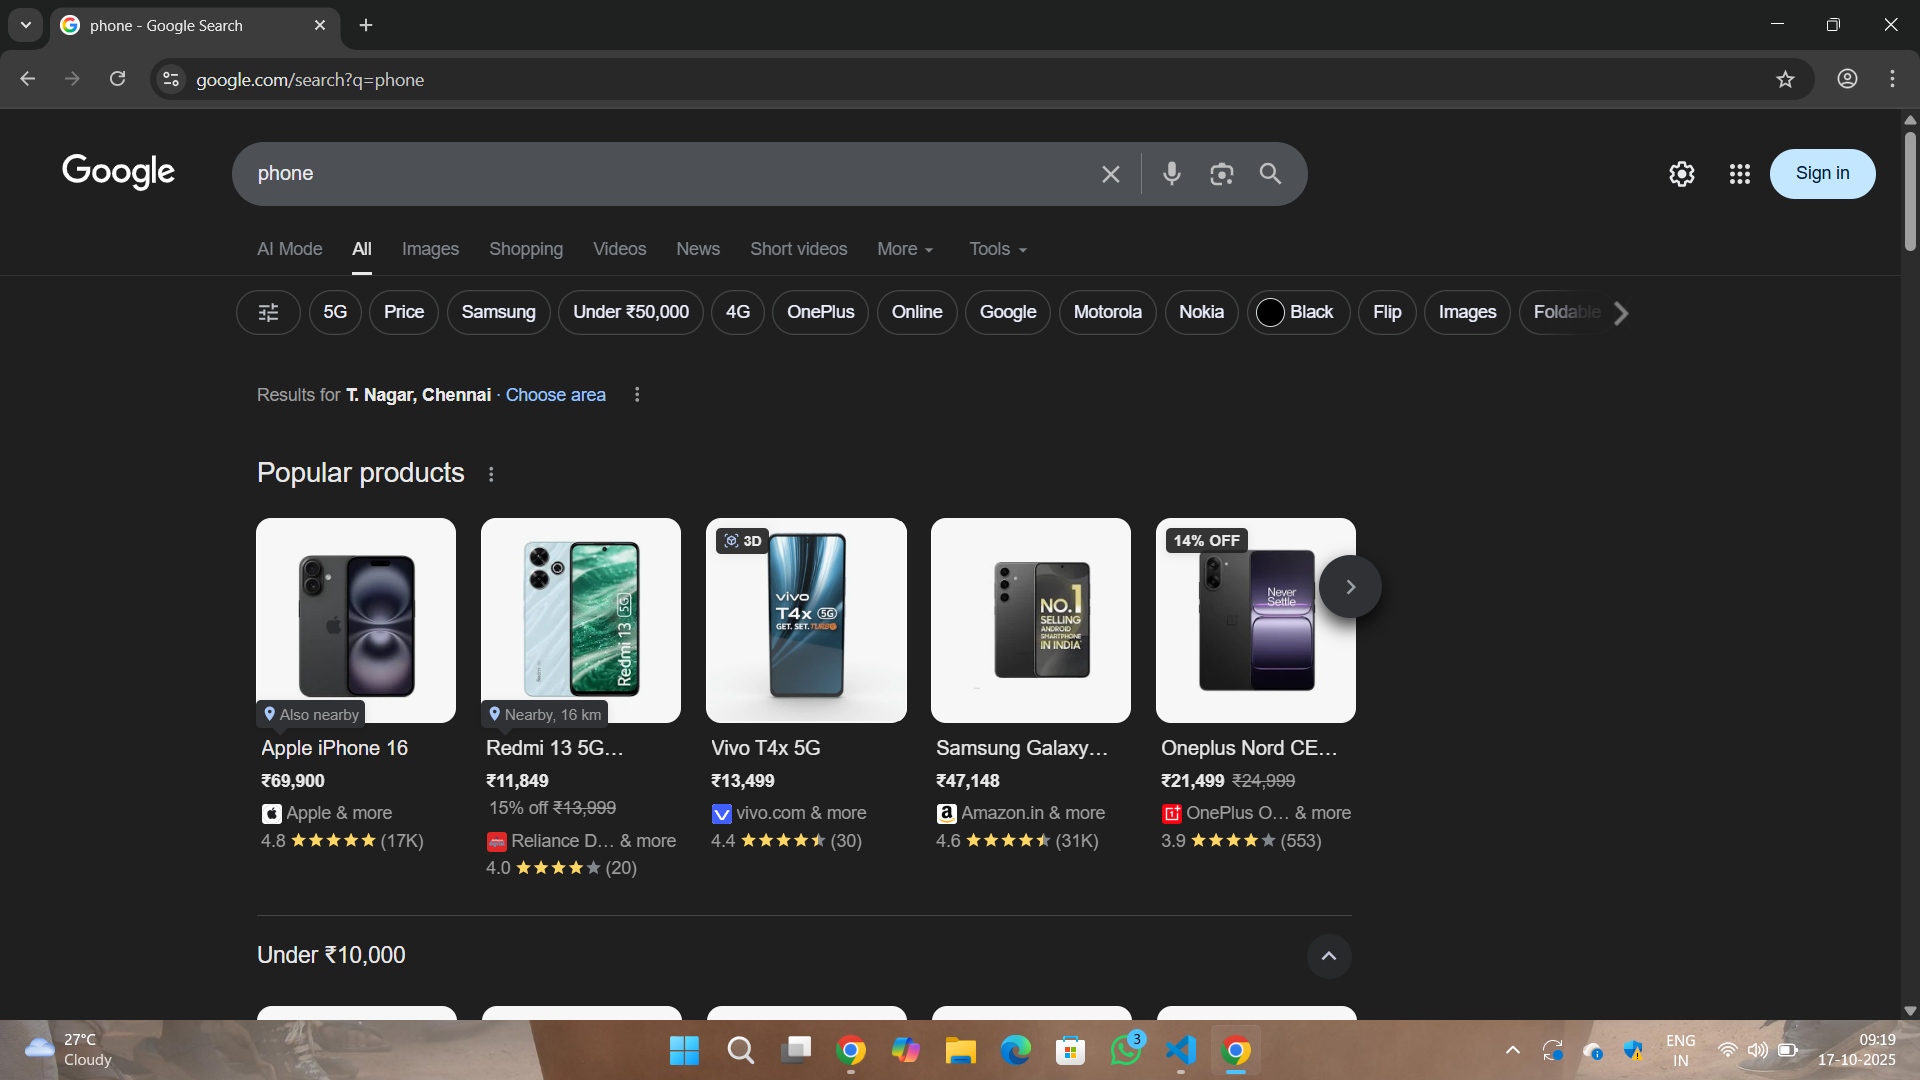 phone - Google Search
google.com/search?q=phone
Google
phone
Sign in
AI Mode All Images Shopping Videos News Short videos More Tools
5G Price Samsung Under ₹50,000 4G OnePlus Online Google Motorola Nokia Black Flip Images Foldable
Results for T. Nagar, Chennai · Choose area
Popular products
3D
14% OFF
vivo
T4x 5G
GET. SET. TURBO
Redmi 13 5G
NO.1
SELLING
ANDROID
SMARTPHONE
IN INDIA*
Never
Settle
Also nearby
Nearby, 16 km
Apple iPhone 16
₹69,900
Apple & more
4.8 (17K)
Redmi 13 5G...
₹11,849
15% off ₹13,999
Reliance D... & more
4.0 (20)
Vivo T4x 5G
₹13,499
vivo.com & more
4.4 (30)
Samsung Galaxy...
₹47,148
Amazon.in & more
4.6 (31K)
Oneplus Nord CE...
₹21,499 ₹24,999
OnePlus O... & more
3.9 (553)
Under ₹10,000
27°C
Cloudy
3
ENG
IN
09:19
17-10-2025